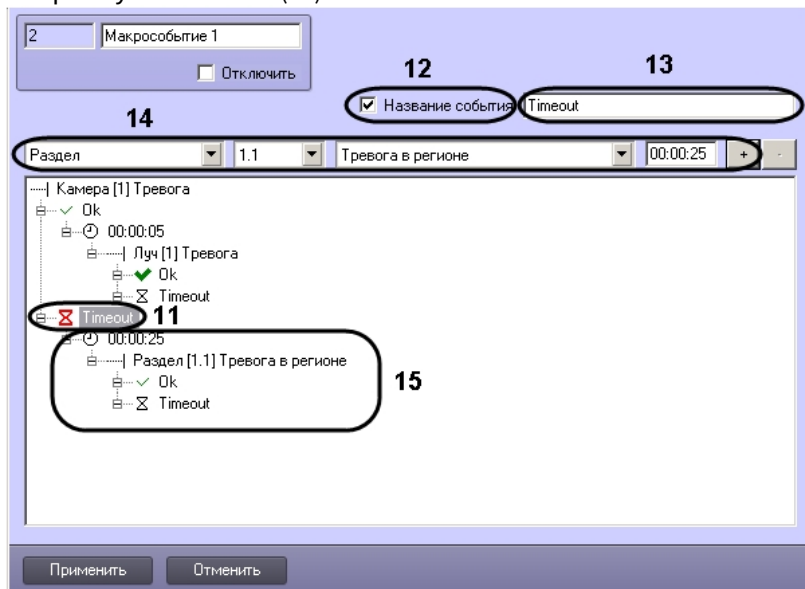 2 Макрособытие 1
Отключить
12 13
Название события Timeout
14
Раздел 1.1 Тревога в регионе 00:00:25 + -
Камера [1] Тревога
Ok
00:00:05
Луч [1] Тревога
Ok
Timeout
Timeout 11
00:00:25
Раздел [1.1] Тревога в регионе
Ok 15
Timeout
Применить Отменить